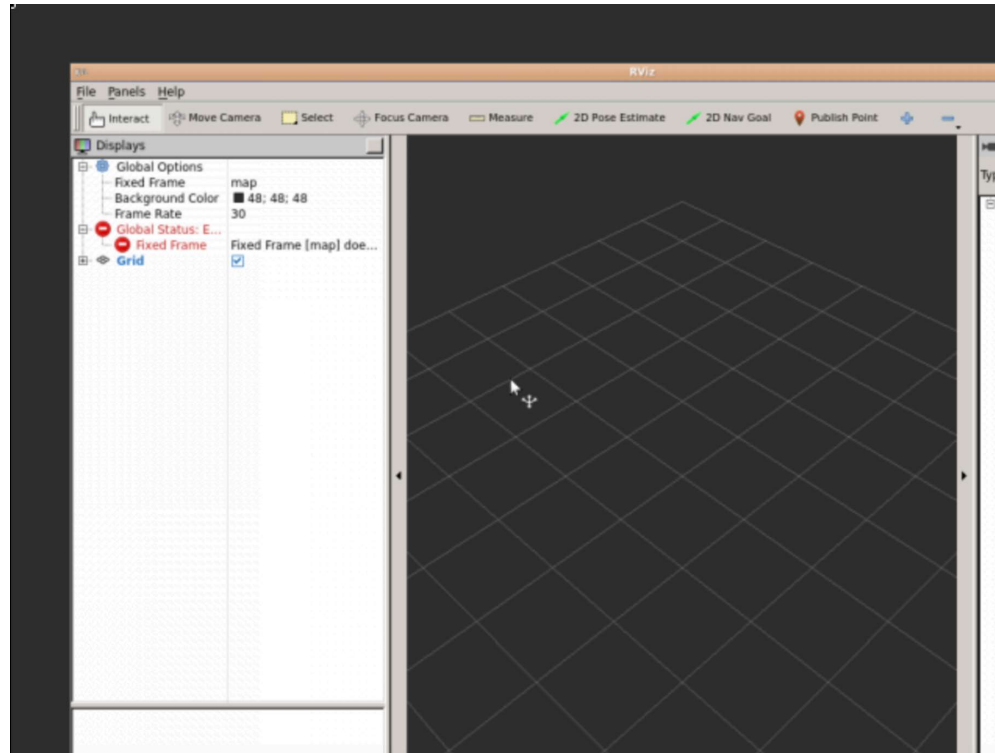 RViz
File Panels Help
Interact Move Camera Select Focus Camera Measure 2D Pose Estimate 2D Nav Goal Publish Point
Displays
Global Options
Fixed Frame map
Background Color 48; 48; 48
Frame Rate 30
Global Status: E...
Fixed Frame Fixed Frame [map] doe...
Grid